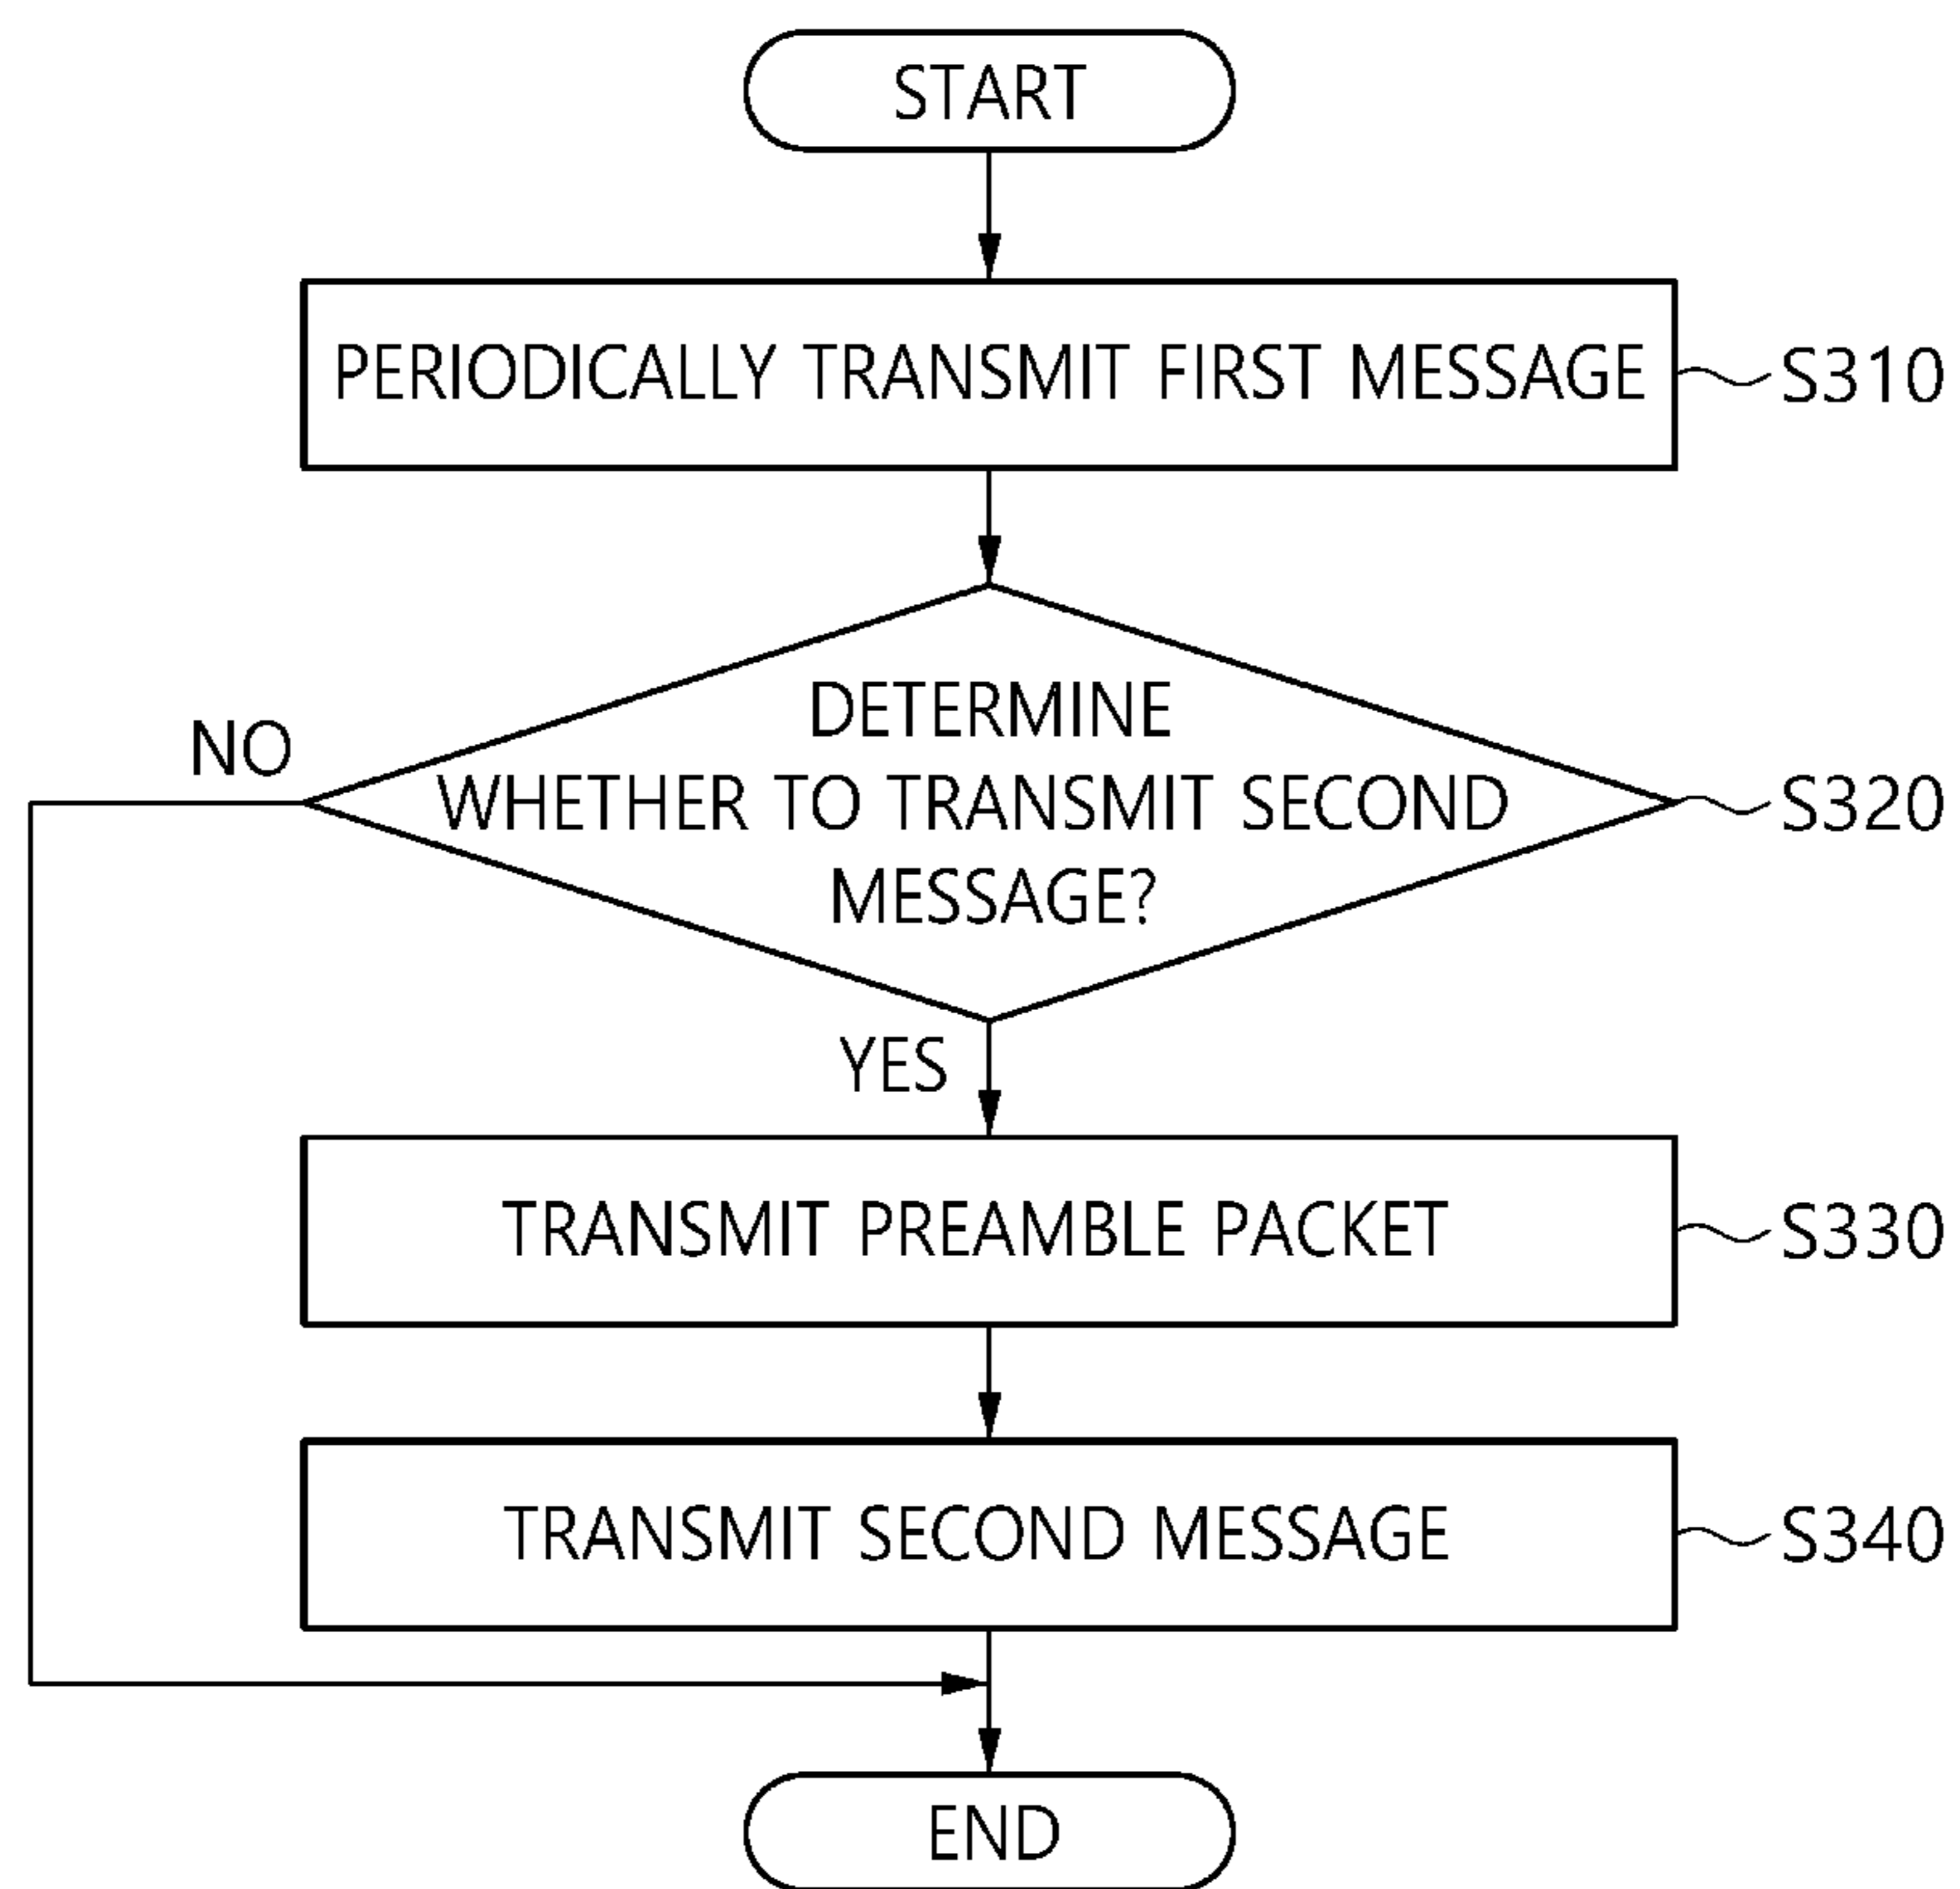 START
PERIODICALLY TRANSMIT FIRST MESSAGE
S310
DETERMINE
WHETHER TO TRANSMIT SECOND
MESSAGE?
S320
NO
YES
TRANSMIT PREAMBLE PACKET
S330
TRANSMIT SECOND MESSAGE
S340
END